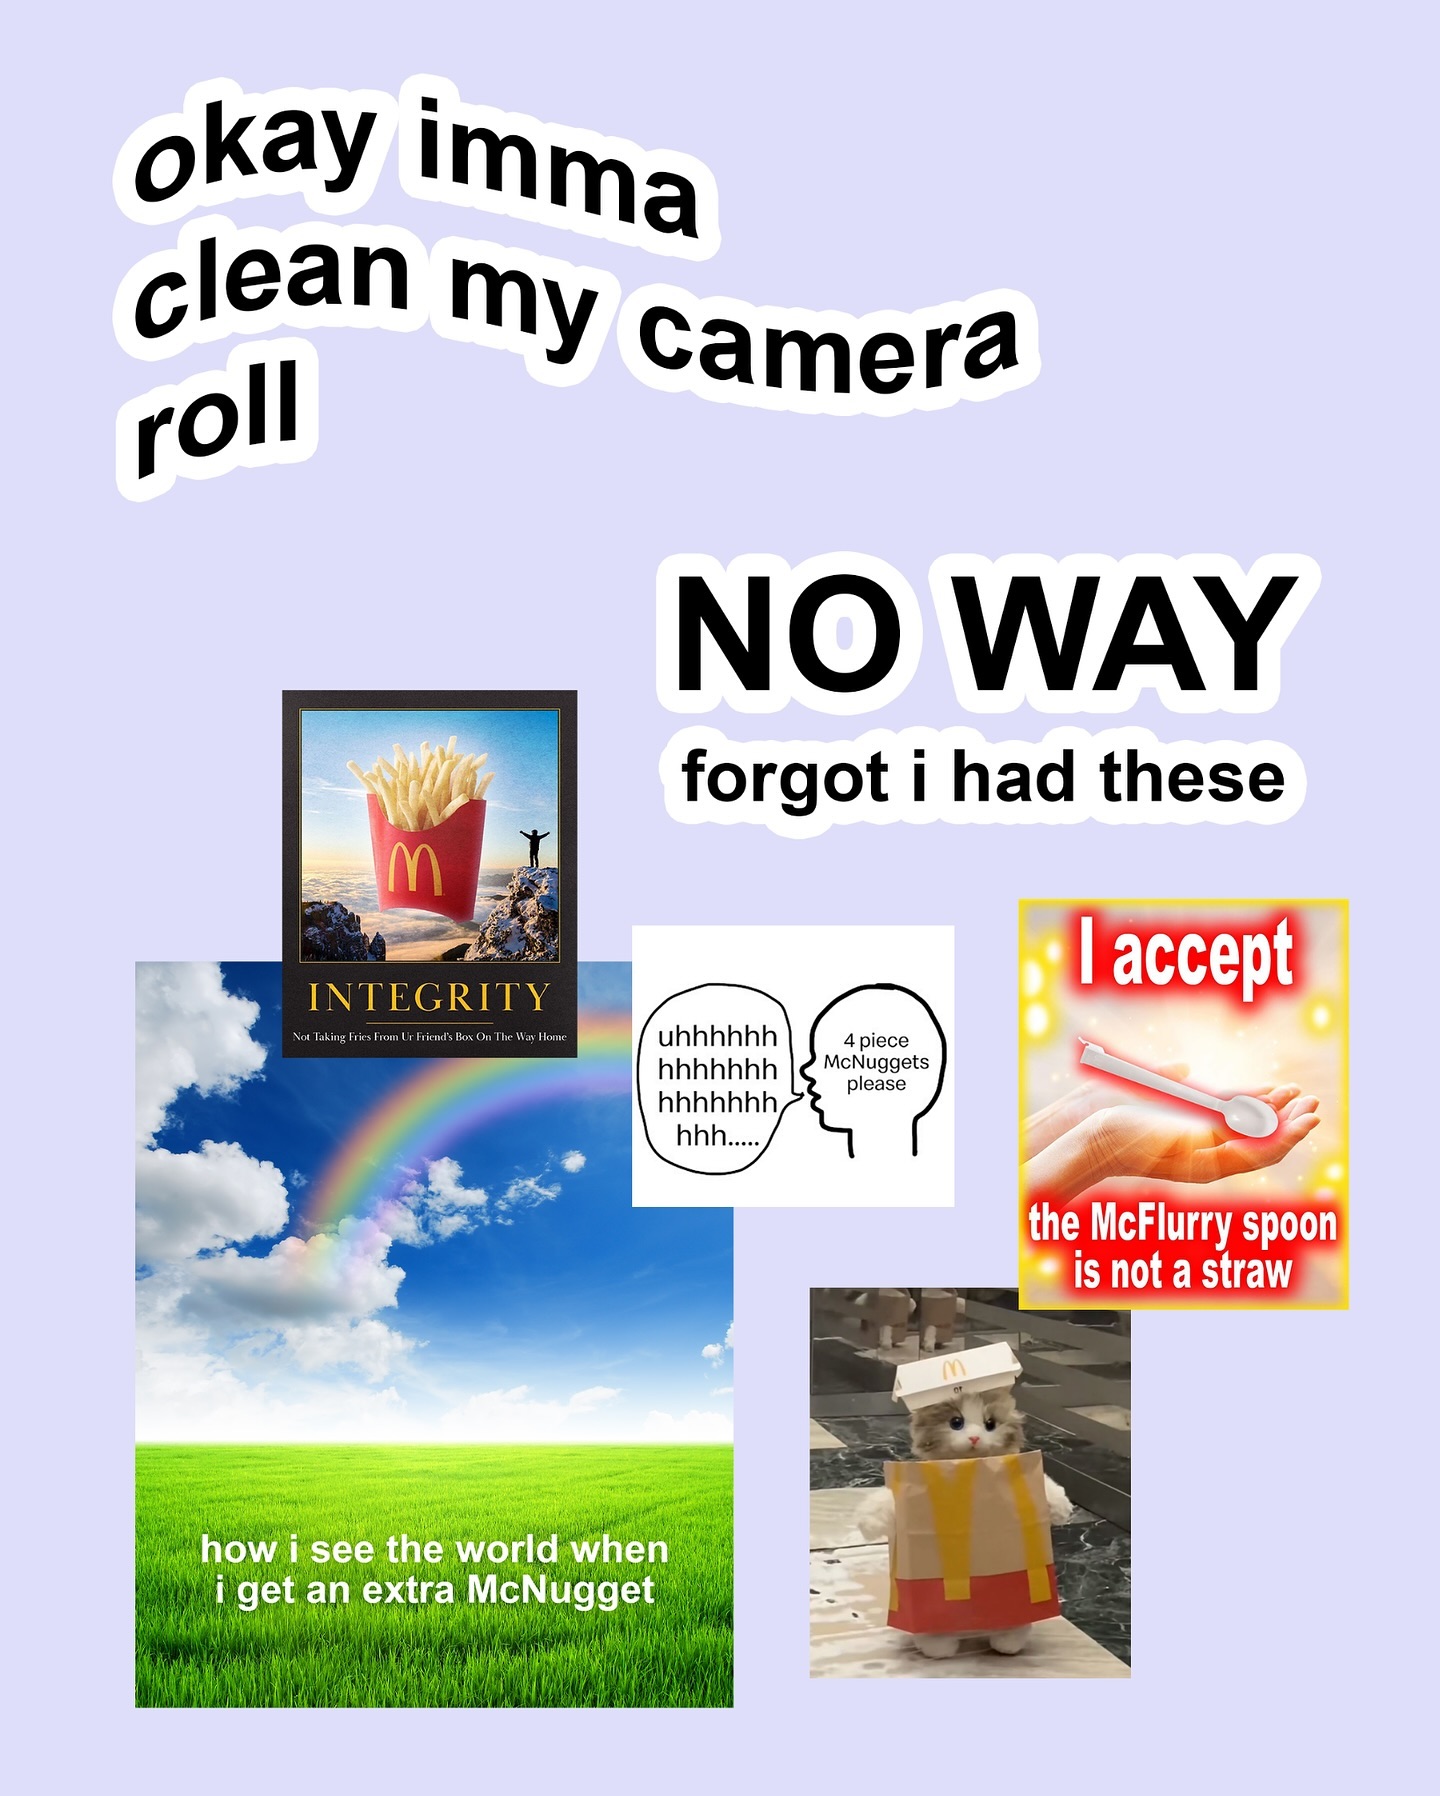 okay imma
clean my camera
roll
NO WAY
forgot i had these
INTEGRITY
Not Taking Fries From Ur Friend's Box On The Way Home
uhhhhhh
hhhhhhh
hhhhhhh
hhh.....
4 piece
McNuggets
please
I accept
the McFlurry spoon
is not a straw
how i see the world when
i get an extra McNugget